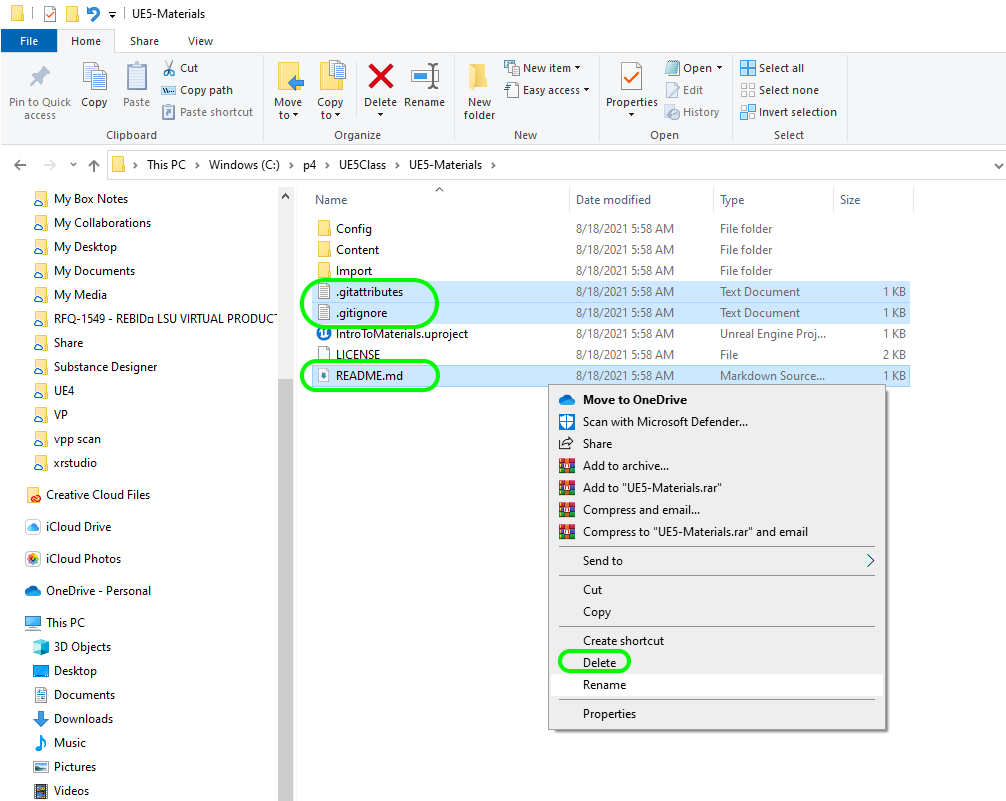 UE5-Materials
File Home Share View
Pin to Quick access
Copy
Paste
Cut
Copy path
Paste shortcut
Clipboard
Move to
Copy to
Delete
Rename
Organize
New folder
New item
Easy access
New
Properties
Open
Edit
History
Open
Select all
Select none
Invert selection
Select
This PC > Windows (C:) > p4 > UE5Class > UE5-Materials >
My Box Notes
My Collaborations
My Desktop
My Documents
My Media
RFQ-1549 - REBID▯ LSU VIRTUAL PRODUCT
Share
Substance Designer
UE4
VP
vpp scan
xrstudio
Creative Cloud Files
iCloud Drive
iCloud Photos
OneDrive - Personal
This PC
3D Objects
Desktop
Documents
Downloads
Music
Pictures
Videos
Name Date modified Type Size
Config 8/18/2021 5:58 AM File folder
Content 8/18/2021 5:58 AM File folder
Import 8/18/2021 5:58 AM File folder
.gitattributes 8/18/2021 5:58 AM Text Document 1 KB
.gitignore 8/18/2021 5:58 AM Text Document 1 KB
IntroToMaterials.uproject 8/18/2021 5:58 AM Unreal Engine Proj... 1 KB
LICENSE 8/18/2021 5:58 AM File 2 KB
README.md 8/18/2021 5:58 AM Markdown Source... 1 KB
Move to OneDrive
Scan with Microsoft Defender...
Share
Add to archive...
Add to "UE5-Materials.rar"
Compress and email...
Compress to "UE5-Materials.rar" and email
Send to
Cut
Copy
Create shortcut
Delete
Rename
Properties